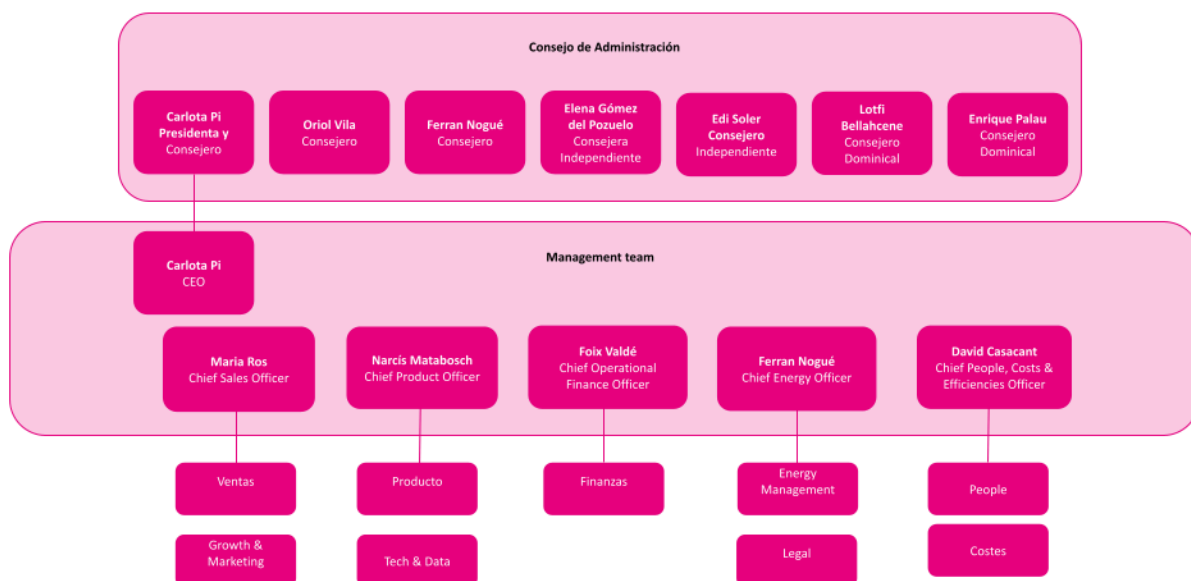 Consejo de Administración
Carlota Pi
Presidenta y
Consejero
Oriol Vila
Consejero
Ferran Nogué
Consejero
Elena Gómez
del Pozuelo
Consejera
Independiente
Edi Soler
Consejero
Independiente
Lotfi
Bellahcene
Consejero
Dominical
Enrique Palau
Consejero
Dominical
Management team
Carlota Pi
CEO
Maria Ros
Chief Sales Officer
Narcís Matabosch
Chief Product Officer
Foix Valdé
Chief Operational
Finance Officer
Ferran Nogué
Chief Energy Officer
David Casacant
Chief People, Costs &
Efficiencies Officer
Ventas
Producto
Finanzas
Energy
Management
People
Growth &
Marketing
Tech & Data
Legal
Costes